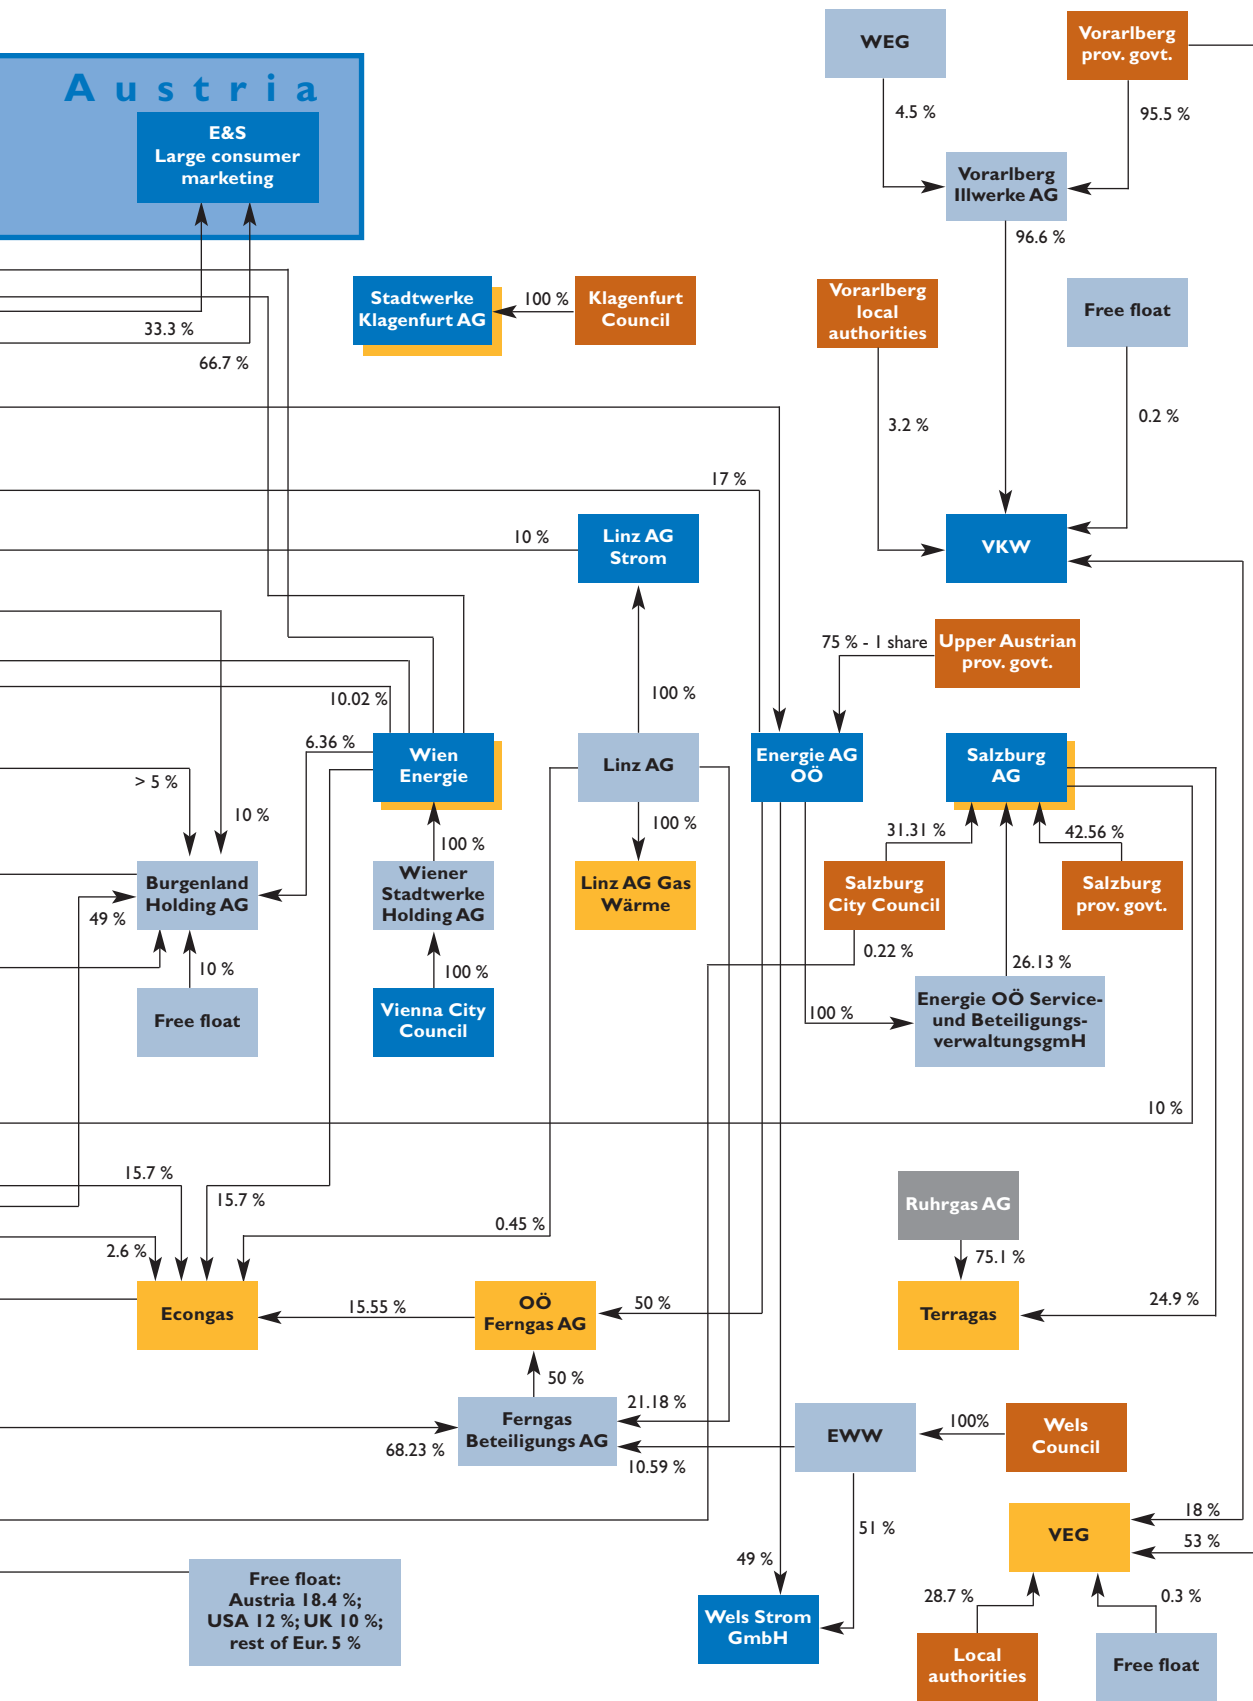 WEG
Vorarlberg
prov. govt.
Austria
4.5 %
95.5 %
E&S
Large consumer
marketing
Vorarlberg
Illwerke AG
96.6 %
Stadtwerke
Klagenfurt AG
100 %
Klagenfurt
Council
Vorarlberg
local
authorities
Free float
33.3 %
66.7 %
3.2 %
0.2 %
17 %
10 %
Linz AG
Strom
VKW
75 % - 1 share
Upper Austrian
prov. govt.
100 %
10.02 %
6.36 %
Wien
Energie
Linz AG
Energie AG
OÖ
Salzburg
AG
> 5 %
10 %
100 %
100 %
31.31 %
42.56 %
Burgenland
Holding AG
Wiener
Stadtwerke
Holding AG
Linz AG Gas
Wärme
Salzburg
City Council
Salzburg
prov. govt.
49 %
0.22 %
10 %
100 %
26.13 %
Free float
Vienna City
Council
100 %
Energie OÖ Service-
und Beteiligungs-
verwaltungsgmH
10 %
15.7 %
15.7 %
Ruhrgas AG
0.45 %
2.6 %
75.1 %
Econgas
15.55 %
OÖ
Ferngas AG
50 %
Terragas
24.9 %
50 %
21.18 %
Ferngas
Beteiligungs AG
68.23 %
10.59 %
EWW
100%
Wels
Council
51 %
VEG
18 %
53 %
49 %
Free float:
Austria 18.4 %;
USA 12 %; UK 10 %;
rest of Eur. 5 %
28.7 %
0.3 %
Wels Strom
GmbH
Local
authorities
Free float